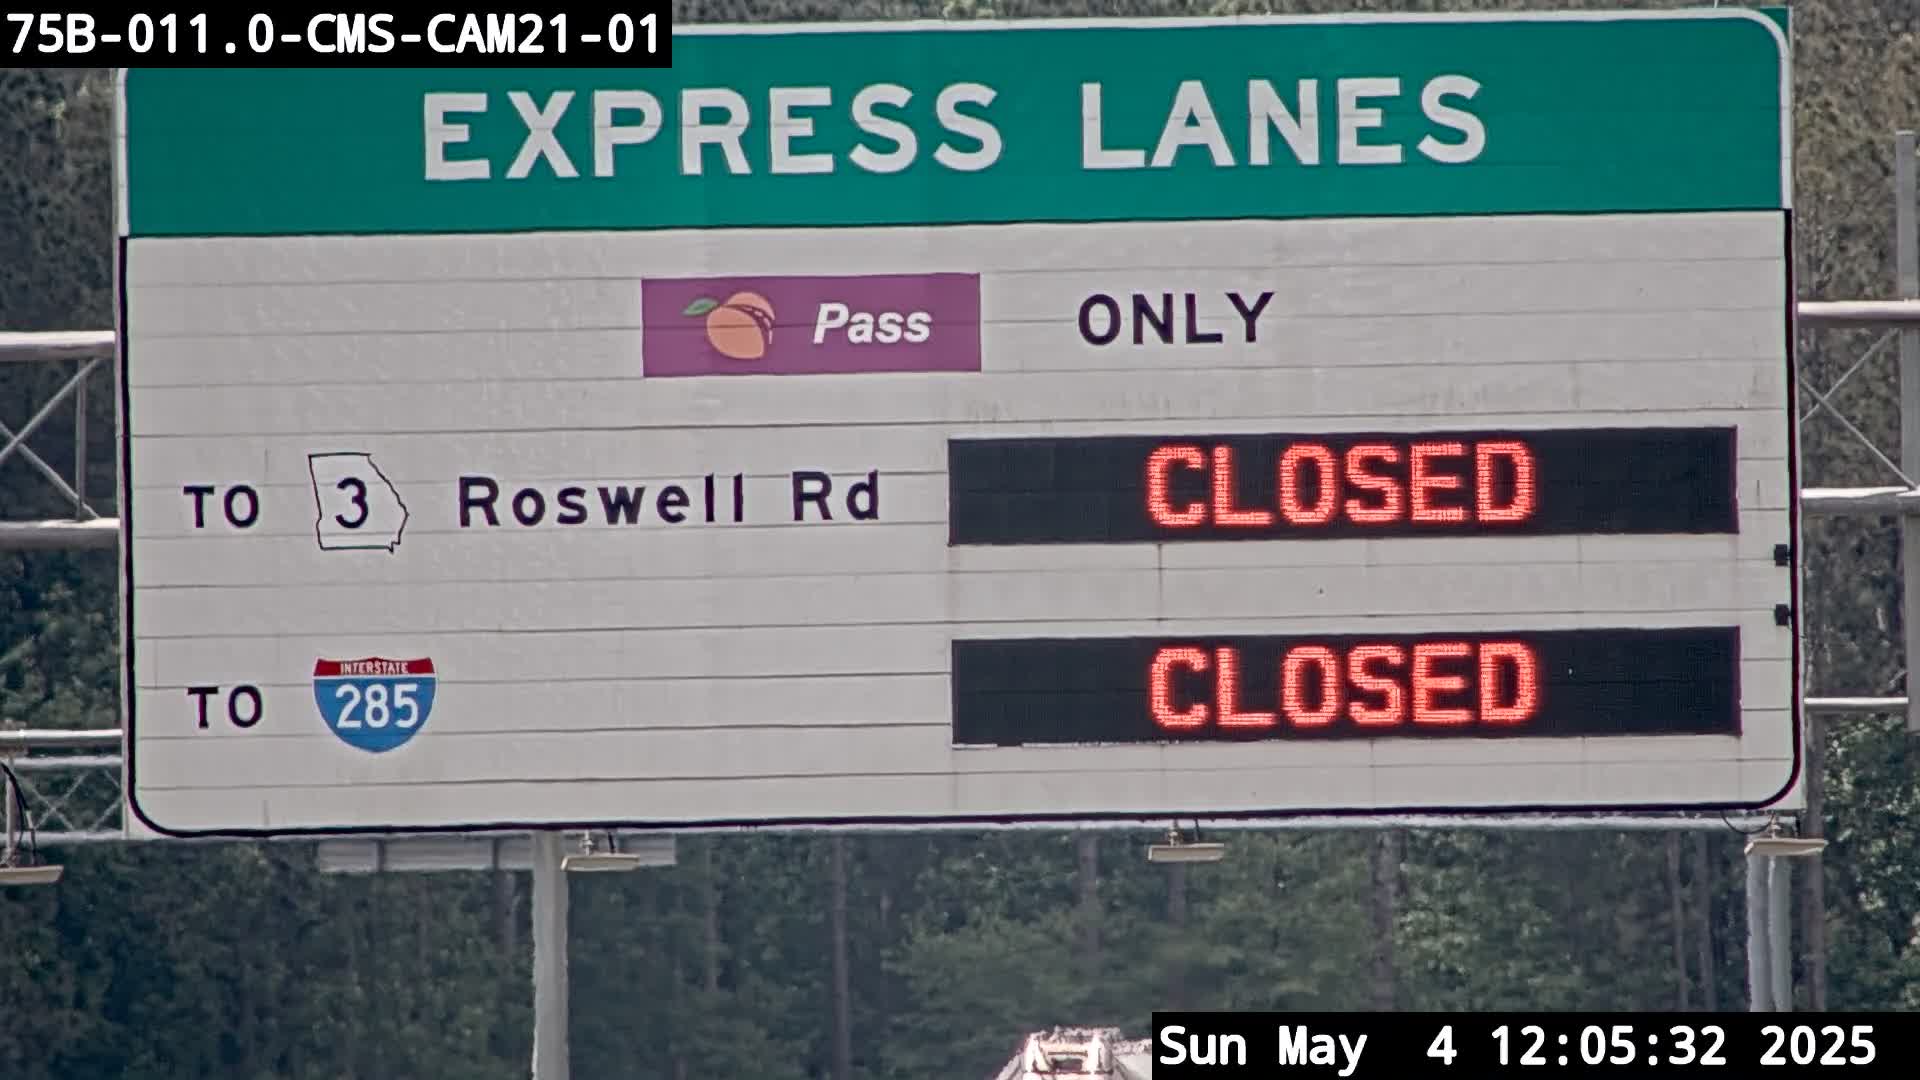 75B-011.0-CMS-CAM21-01
EXPRESS LANES
Pass ONLY
TO 3 Roswell Rd CLOSED
TO INTERSTATE 285 CLOSED
Sun May 4 12:05:32 2025